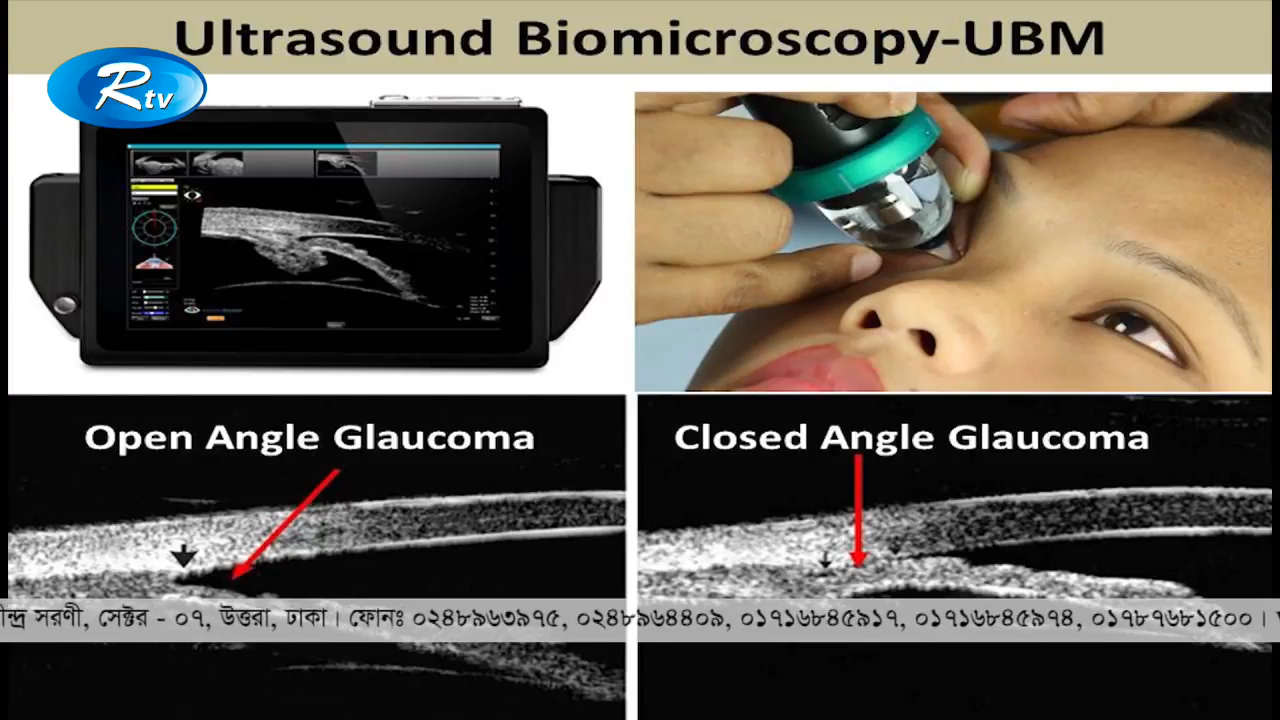 Ultrasound Biomicroscopy-UBM
Rtv
Open Angle Glaucoma
Closed Angle Glaucoma
সরণী, সেক্টর - ০৭, উত্তরা, ঢাকা। ফোনঃ ০২৪৮৯৬৩৯৭৫, ০২৪৮৯৬৪৪০৯, ০১৭১৬৮৪৫৯১৭, ০১৭১৬৮৪৫৯৭৪, ০১৭৮৭৬৮১৫০০।